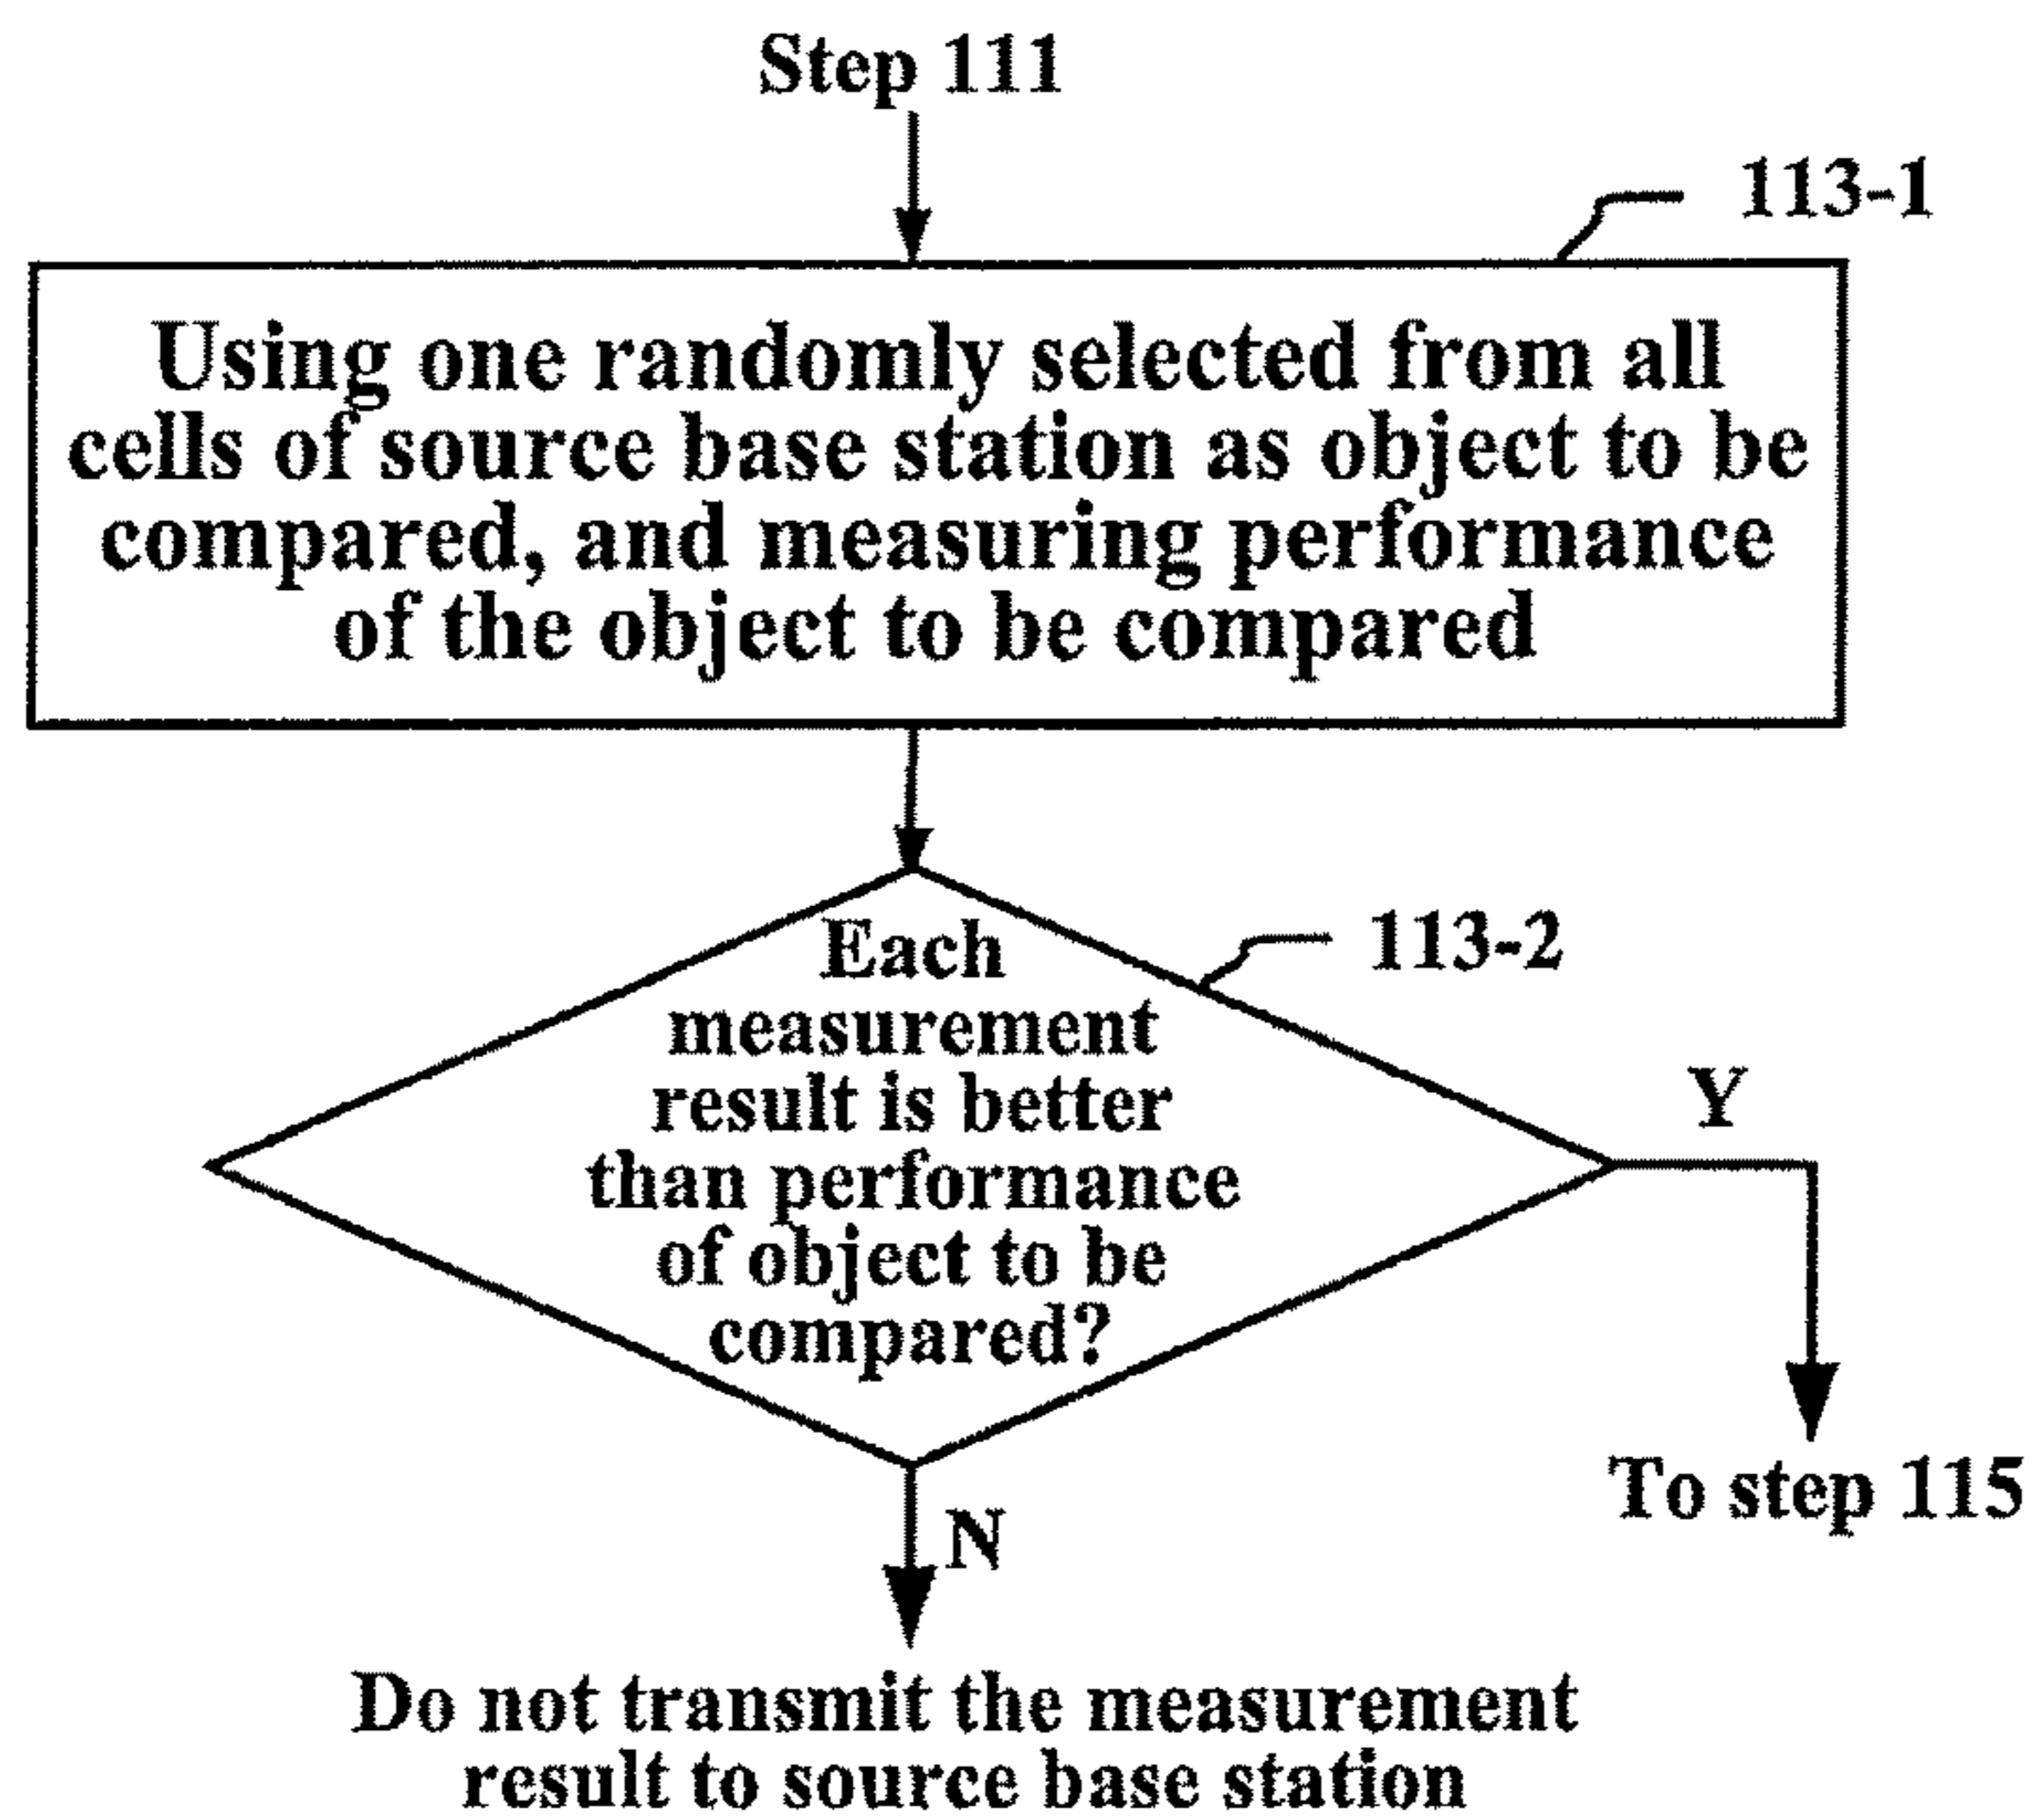 Step 111
113-1
Using one randomly selected from all
cells of source base station as object to be
compared, and measuring performance
of the object to be compared
113-2
Each
measurement
result is better
than performance
of object to be
compared?
Y
To step 115
N
Do not transmit the measurement
result to source base station